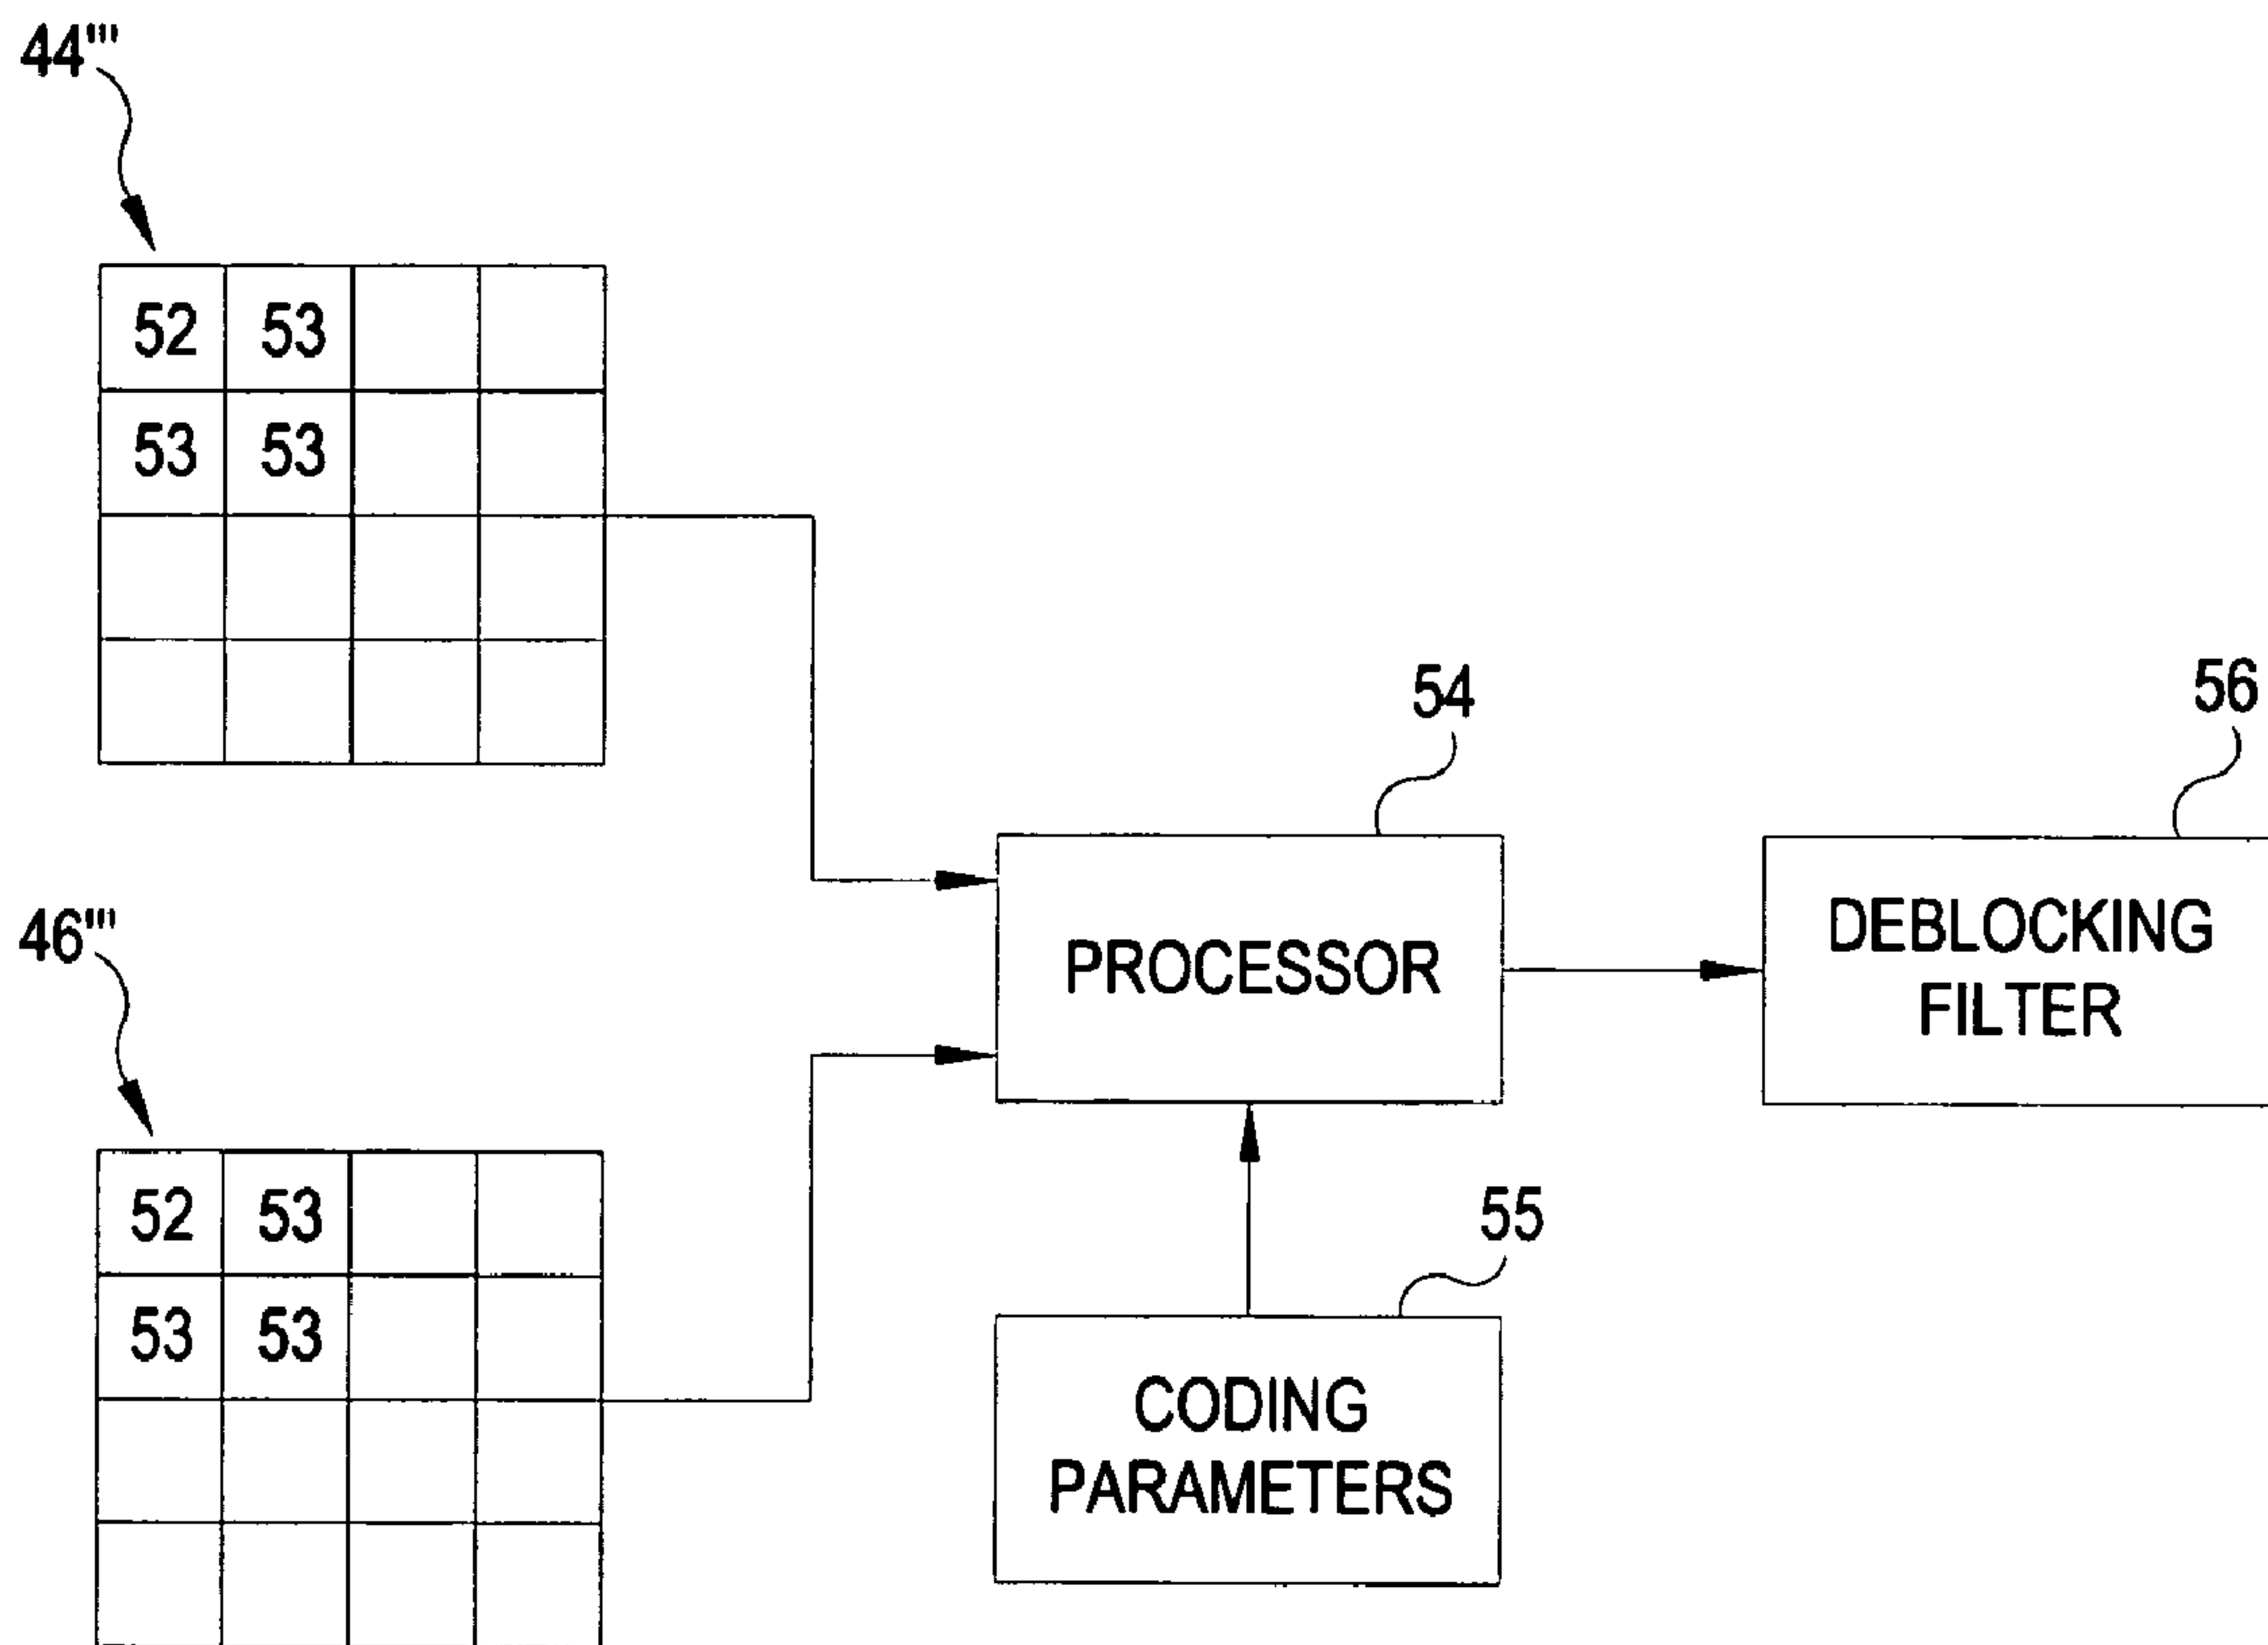 44''''
52 53
53 53
54
56
PROCESSOR
DEBLOCKING
FILTER
46''''
52 53
53 53
55
CODING
PARAMETERS